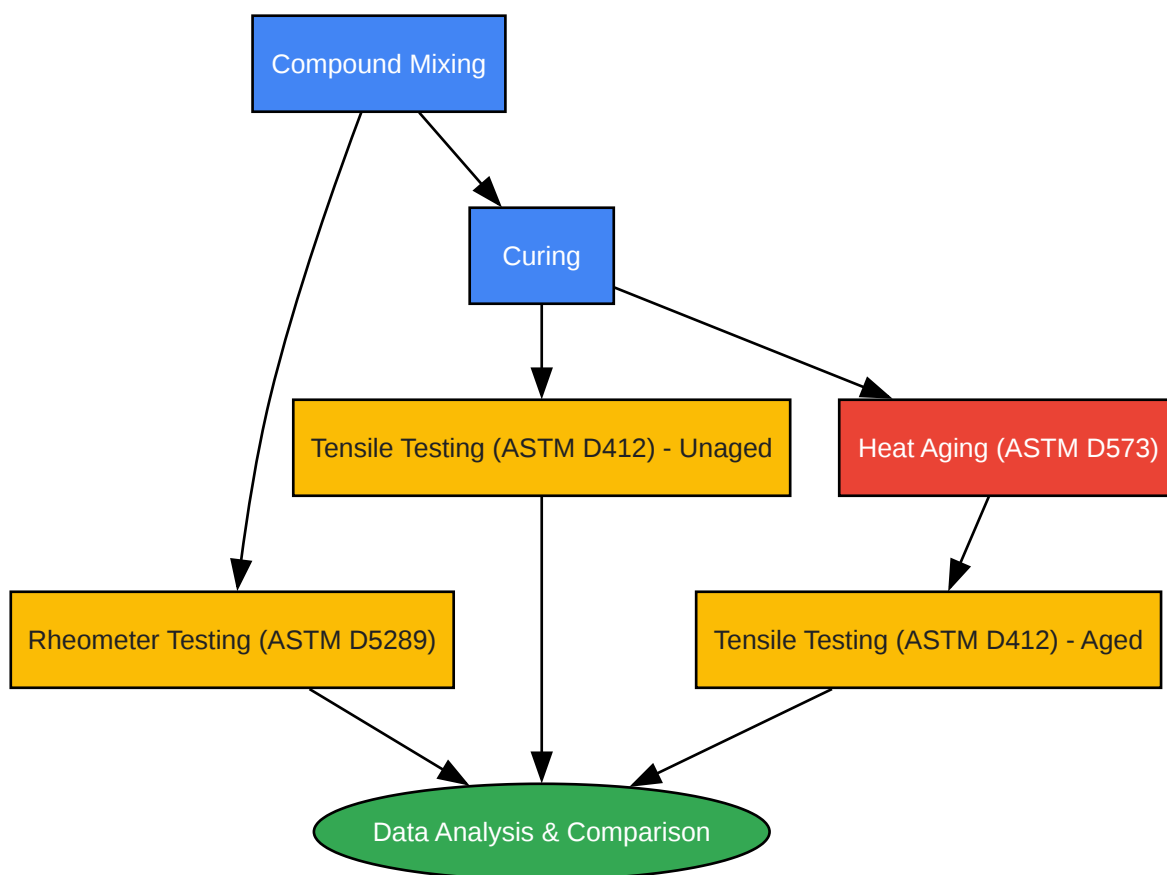 Compound Mixing
Curing
Tensile Testing (ASTM D412) - Unaged
Heat Aging (ASTM D573)
Rheometer Testing (ASTM D5289)
Tensile Testing (ASTM D412) - Aged
Data Analysis & Comparison